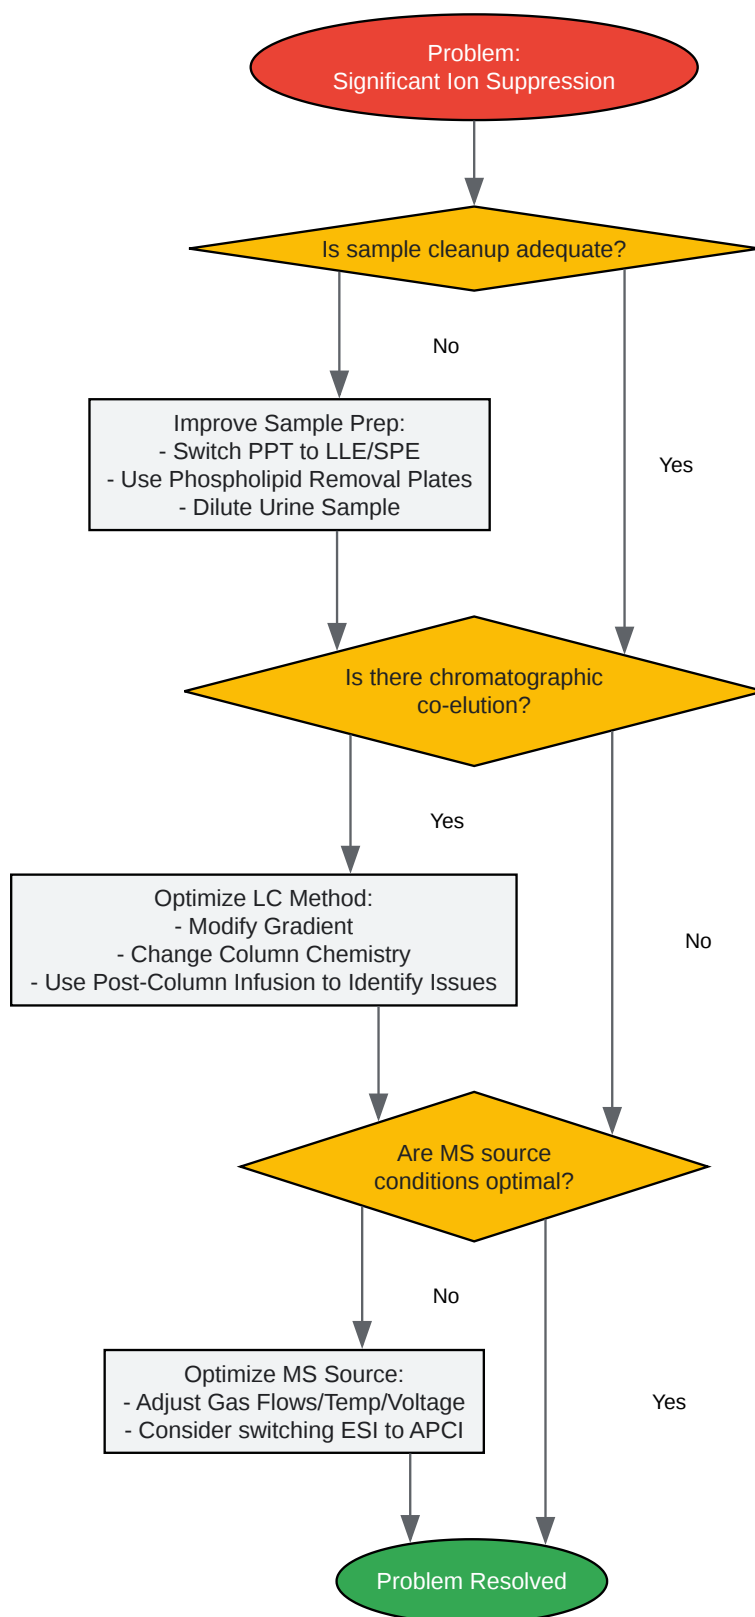 Problem:
Significant Ion Suppression
Is sample cleanup adequate?
No
Improve Sample Prep:
- Switch PPT to LLE/SPE
- Use Phospholipid Removal Plates
- Dilute Urine Sample
Yes
Is there chromatographic
co-elution?
Yes
Optimize LC Method:
- Modify Gradient
- Change Column Chemistry
- Use Post-Column Infusion to Identify Issues
No
Are MS source
conditions optimal?
No
Optimize MS Source:
- Adjust Gas Flows/Temp/Voltage
- Consider switching ESI to APCI
Yes
Problem Resolved